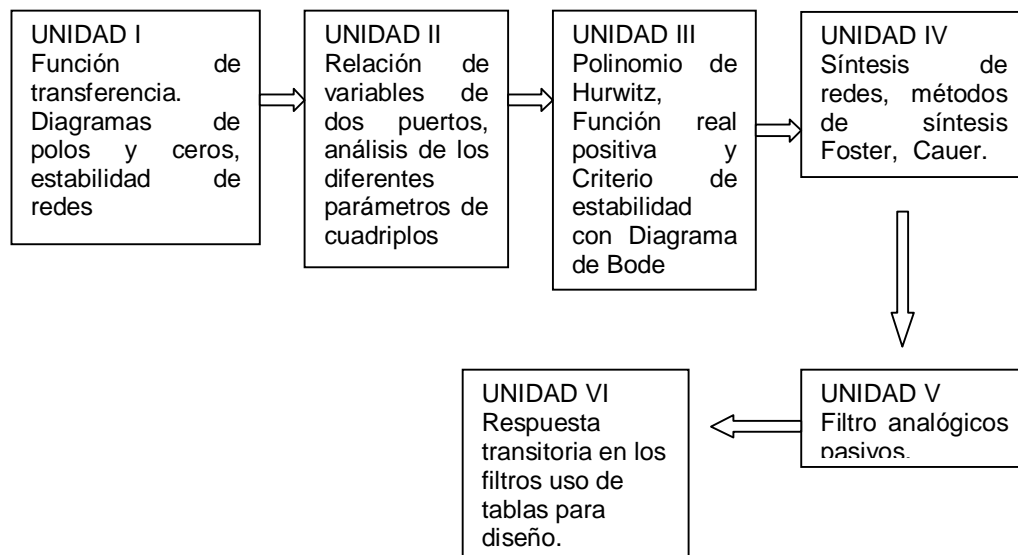 UNIDAD I
Función de
transferencia.
Diagramas de
polos y ceros,
estabilidad de
redes
UNIDAD II
Relación de
variables de
dos puertos,
análisis de los
diferentes
parámetros de
cuadriplos
UNIDAD III
Polinomio de
Hurwitz,
Función real
positiva y
Criterio de
estabilidad
con Diagrama
de Bode
UNIDAD IV
Síntesis de
redes, métodos
de síntesis
Foster, Cauer.
UNIDAD V
Filtro analógicos
pasivos.
UNIDAD VI
Respuesta
transitoria en los
filtros uso de
tablas para
diseño.